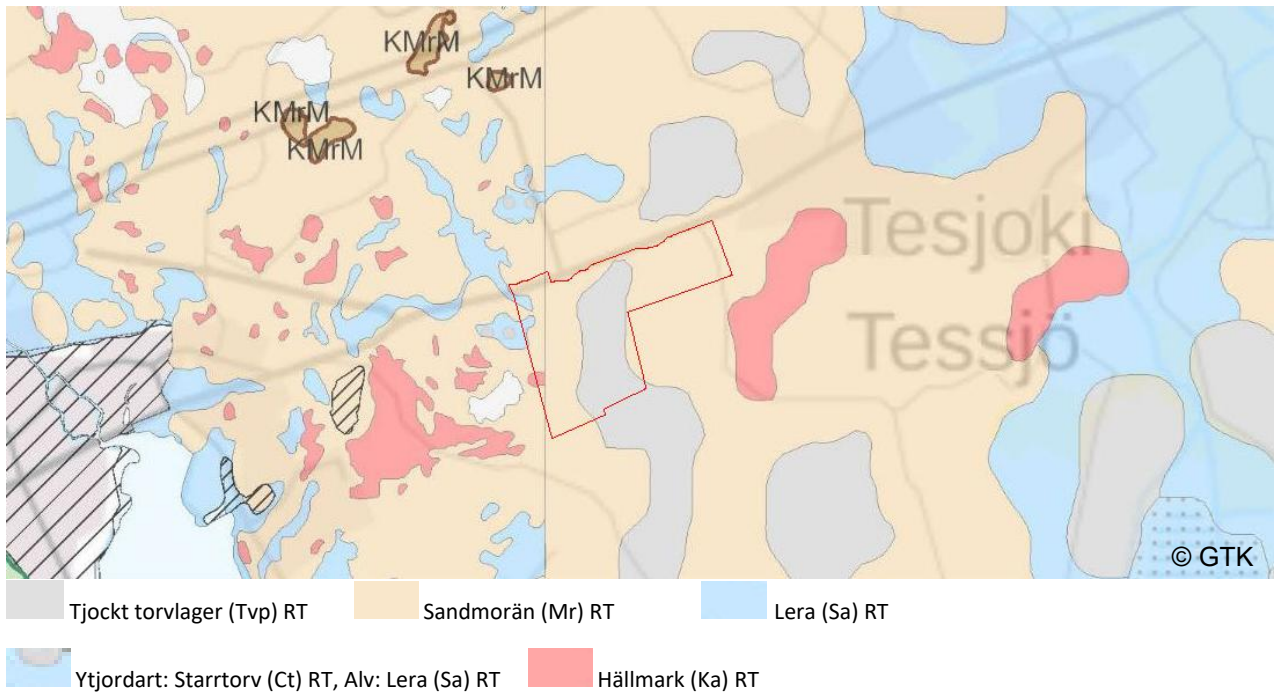 KMrM
KMrM
KMrM
KMrM
Tesjoki
Tessjö
© GTK
Tjockt torvlager (Tvp) RT
Sandmorän (Mr) RT
Lera (Sa) RT
Ytjordart: Starrtorv (Ct) RT, Alv: Lera (Sa) RT
Hällmark (Ka) RT